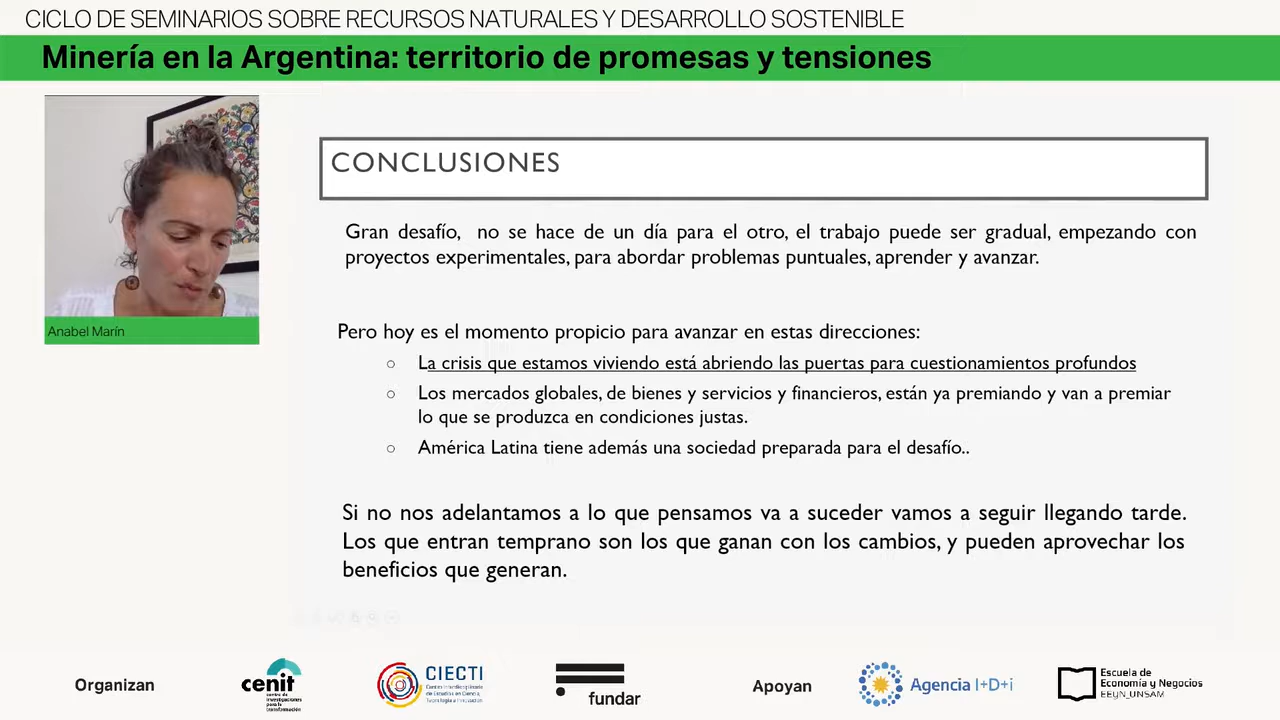 CICLO DE SEMINARIOS SOBRE RECURSOS NATURALES Y DESARROLLO SOSTENIBLE
Minería en la Argentina: territorio de promesas y tensiones
Anabel Marín
CONCLUSIONES
Gran desafío, no se hace de un día para el otro, el trabajo puede ser gradual, empezando con
proyectos experimentales, para abordar problemas puntuales, aprender y avanzar.
Pero hoy es el momento propicio para avanzar en estas direcciones:
○ La crisis que estamos viviendo está abriendo las puertas para cuestionamientos profundos
○ Los mercados globales, de bienes y servicios y financieros, están ya premiando y van a premiar
lo que se produzca en condiciones justas.
○ América Latina tiene además una sociedad preparada para el desafío..
Si no nos adelantamos a lo que pensamos va a suceder vamos a seguir llegando tarde.
Los que entran temprano son los que ganan con los cambios, y pueden aprovechar los
beneficios que generan.
Organizan
cenit
centro de
investigaciones
para la
transformación
CIECTI
Centro Interdisciplinario
de Estudios en Ciencia,
Tecnología e Innovación
fundar
Apoyan
Agencia I+D+i
Escuela de
Economía y Negocios
EEyN_UNSAM